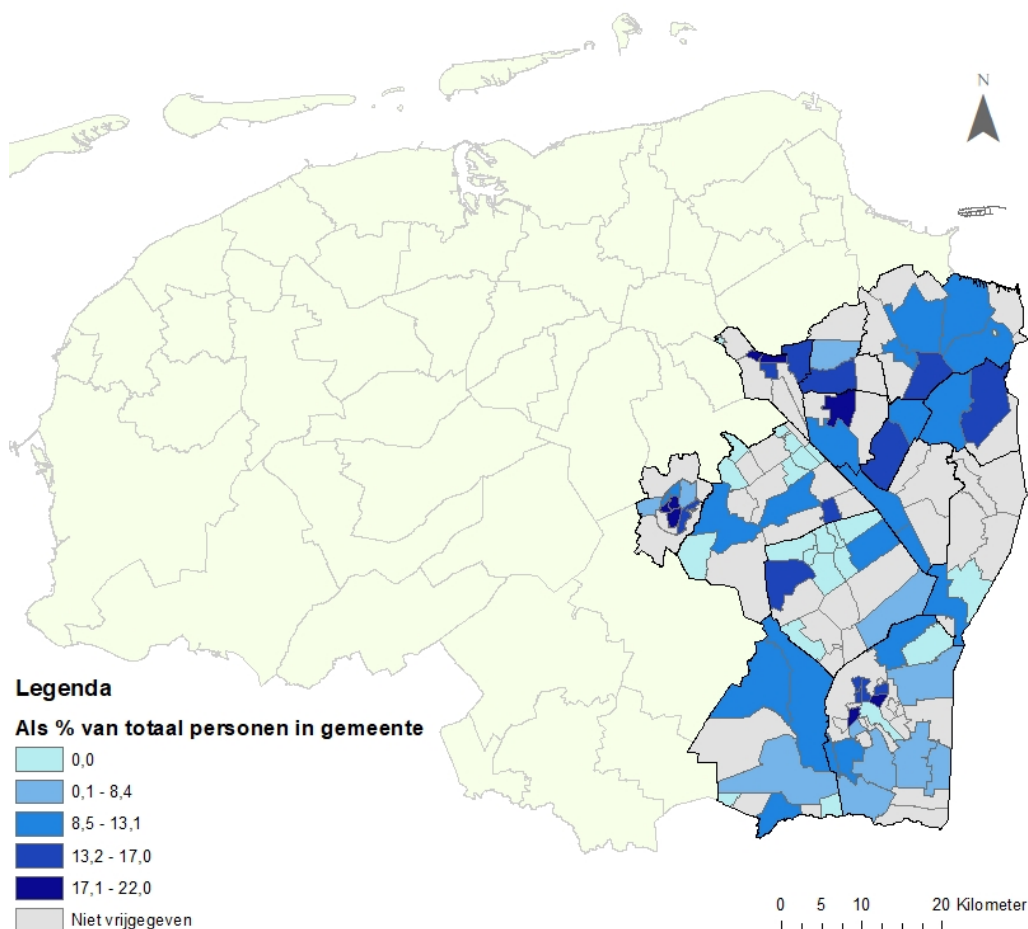 N
Legenda
Als % van totaal personen in gemeente
0,0
0,1 - 8,4
8,5 - 13,1
13,2 - 17,0
17,1 - 22,0
Niet vrijgegeven
0 5 10 20 Kilometer